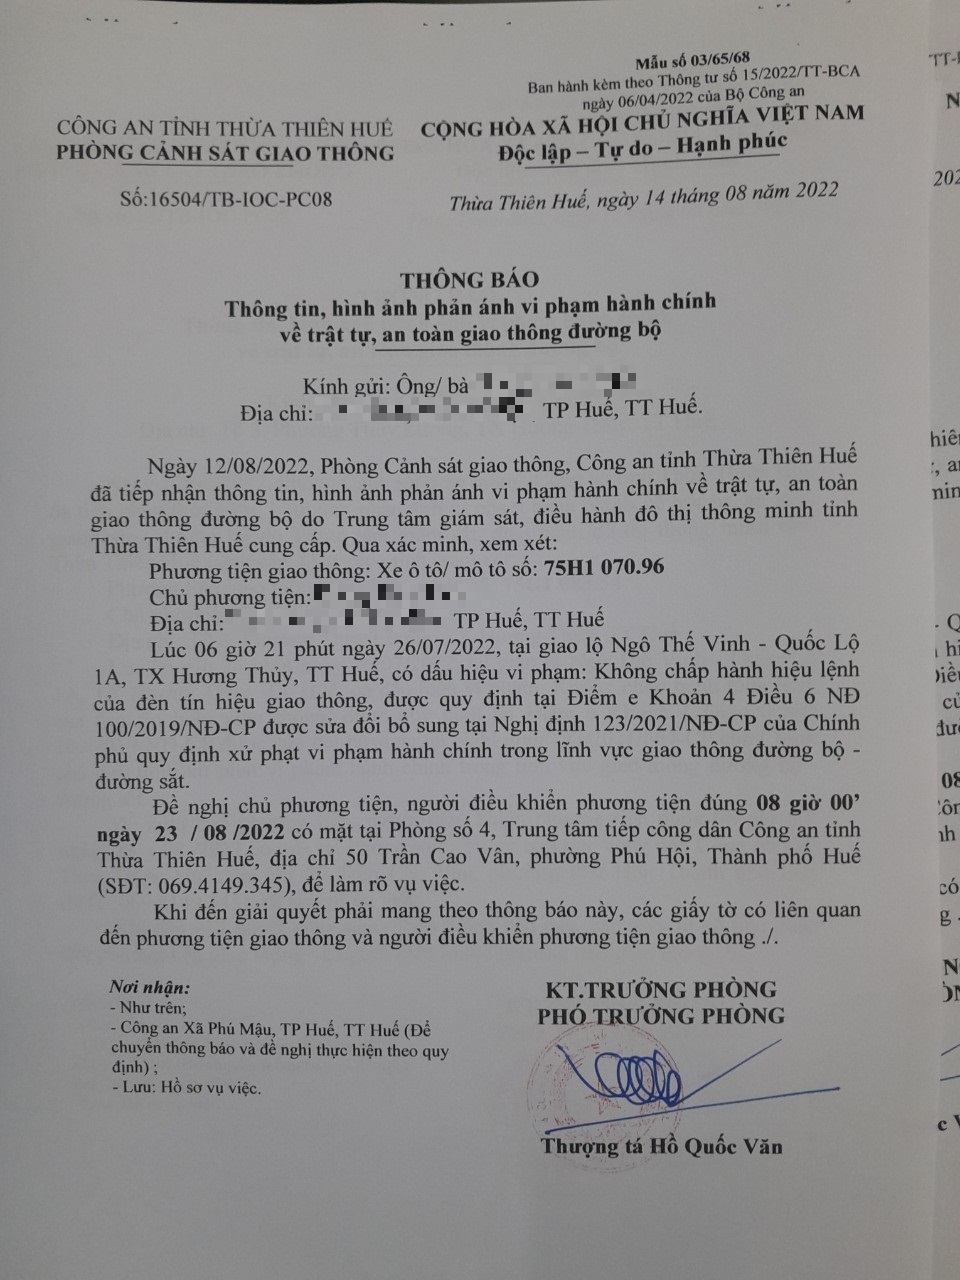 Mẫu số 03/65/68
Ban hành kèm theo Thông tư số 15/2022/TT-BCA
ngày 06/04/2022 của Bộ Công an
CÔNG AN TỈNH THỪA THIÊN HUẾ
PHÒNG CẢNH SÁT GIAO THÔNG
CỘNG HÒA XÃ HỘI CHỦ NGHĨA VIỆT NAM
Độc lập – Tự do – Hạnh phúc
Số:16504/TB-IOC-PC08
Thừa Thiên Huế, ngày 14 tháng 08 năm 2022
THÔNG BÁO
Thông tin, hình ảnh phản ánh vi phạm hành chính
về trật tự, an toàn giao thông đường bộ
Kính gửi: Ông/ bà
Địa chỉ: TP Huế, TT Huế.
Ngày 12/08/2022, Phòng Cảnh sát giao thông, Công an tỉnh Thừa Thiên Huế
đã tiếp nhận thông tin, hình ảnh phản ánh vi phạm hành chính về trật tự, an toàn
giao thông đường bộ do Trung tâm giám sát, điều hành đô thị thông minh tỉnh
Thừa Thiên Huế cung cấp. Qua xác minh, xem xét:
Phương tiện giao thông: Xe ô tô/ mô tô số: 75H1 070.96
Chủ phương tiện:
Địa chỉ: TP Huế, TT Huế
Lúc 06 giờ 21 phút ngày 26/07/2022, tại giao lộ Ngô Thế Vinh - Quốc Lộ
1A, TX Hương Thủy, TT Huế, có dấu hiệu vi phạm: Không chấp hành hiệu lệnh
của đèn tín hiệu giao thông, được quy định tại Điểm e Khoản 4 Điều 6 NĐ
100/2019/NĐ-CP được sửa đổi bổ sung tại Nghị định 123/2021/NĐ-CP của Chính
phủ quy định xử phạt vi phạm hành chính trong lĩnh vực giao thông đường bộ -
đường sắt.
Đề nghị chủ phương tiện, người điều khiển phương tiện đúng 08 giờ 00’
ngày 23 / 08 /2022 có mặt tại Phòng số 4, Trung tâm tiếp công dân Công an tỉnh
Thừa Thiên Huế, địa chỉ 50 Trần Cao Vân, phường Phú Hội, Thành phố Huế
(SĐT: 069.4149.345), để làm rõ vụ việc.
Khi đến giải quyết phải mang theo thông báo này, các giấy tờ có liên quan
đến phương tiện giao thông và người điều khiển phương tiện giao thông ./.
Nơi nhận:
- Như trên;
- Công an Xã Phú Mậu, TP Huế, TT Huế (Để
chuyển thông báo và đề nghị thực hiện theo quy
định) ;
- Lưu: Hồ sơ vụ việc.
KT.TRƯỞNG PHÒNG
PHÓ TRƯỞNG PHÒNG
Thượng tá Hồ Quốc Văn